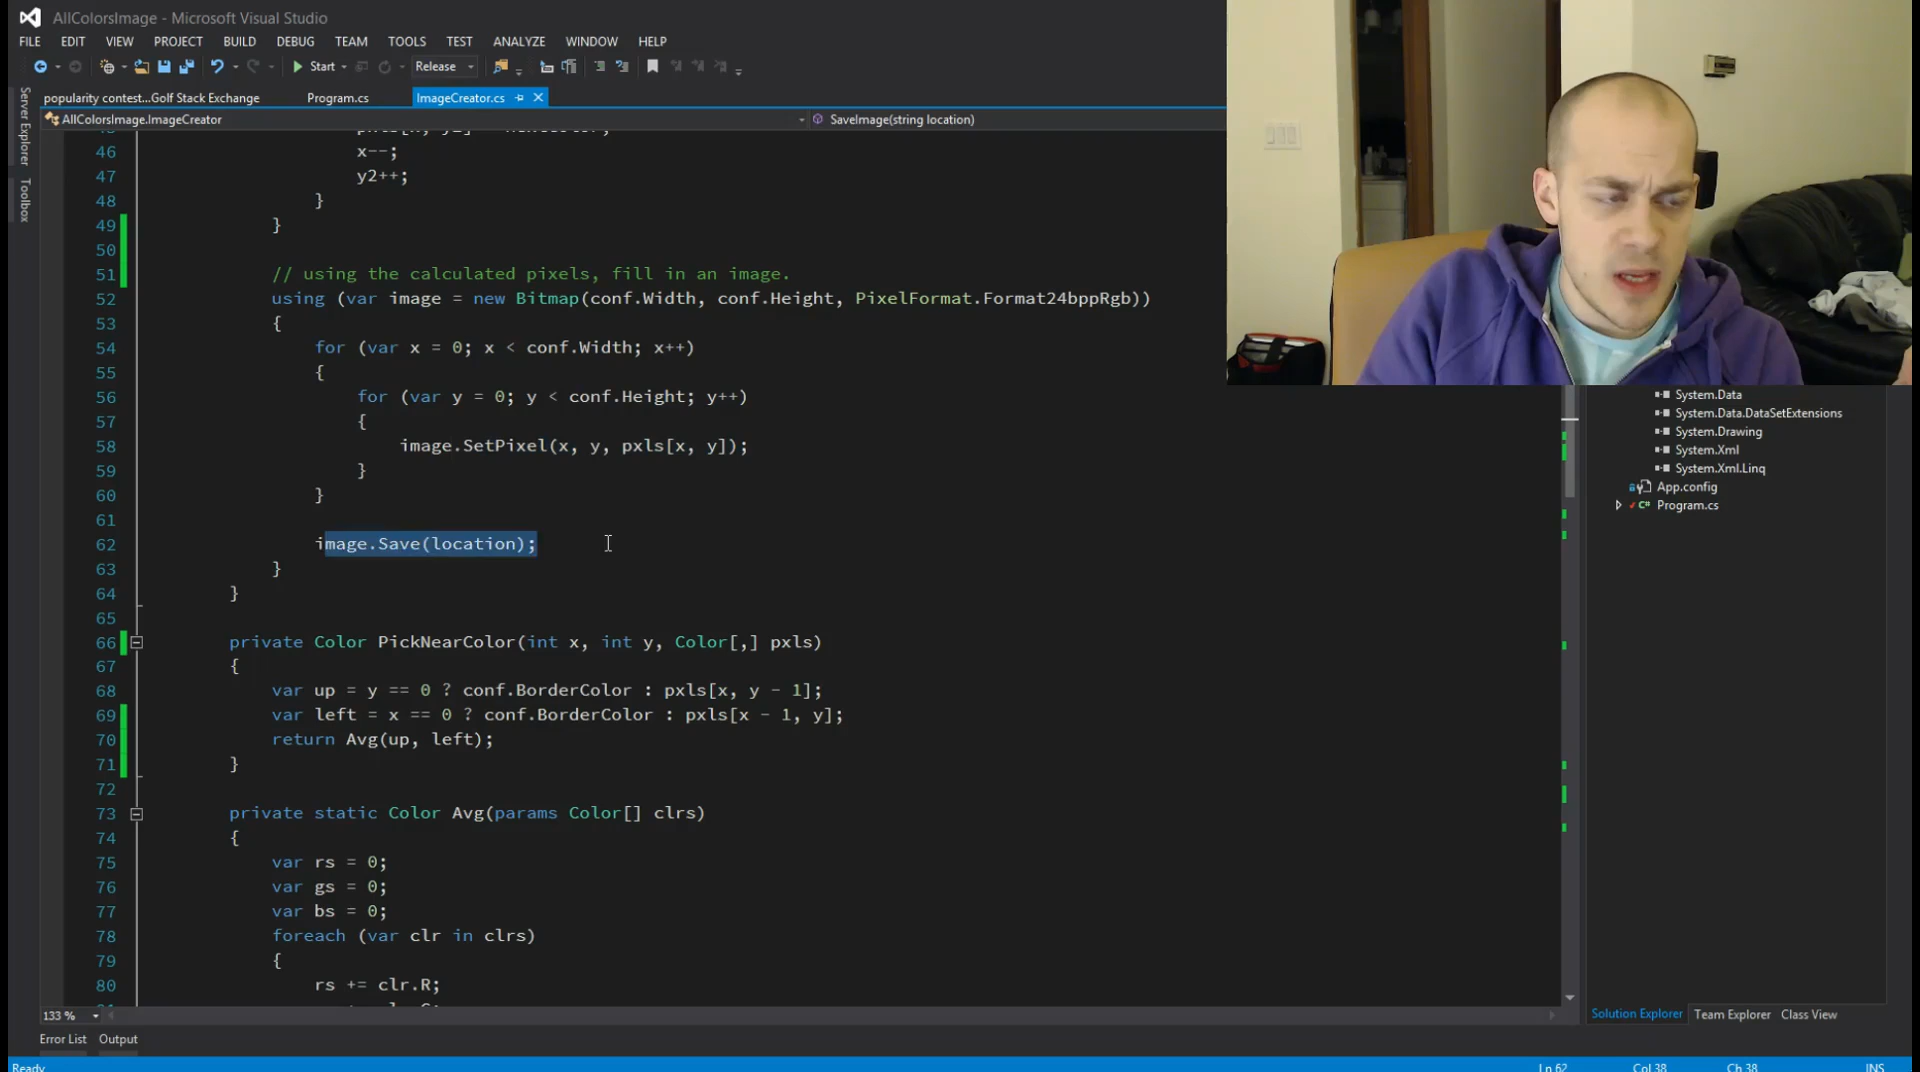 AllColorsImage - Microsoft Visual Studio
FILE EDIT VIEW PROJECT BUILD DEBUG TEAM TOOLS TEST ANALYZE WINDOW HELP
Start Release
popularity contest...Golf Stack Exchange Program.cs ImageCreator.cs
AllColorsImage.ImageCreator SaveImage(string location)
Server Explorer
Toolbox
46 x--;
47 y2++;
48 }
49 }
50
51 // using the calculated pixels, fill in an image.
52 using (var image = new Bitmap(conf.Width, conf.Height, PixelFormat.Format24bppRgb))
53 {
54 for (var x = 0; x < conf.Width; x++)
55 {
56 for (var y = 0; y < conf.Height; y++)
57 {
58 image.SetPixel(x, y, pxls[x, y]);
59 }
60 }
61
62 image.Save(location);
63 }
64 }
65
66 private Color PickNearColor(int x, int y, Color[,] pxls)
67 {
68 var up = y == 0 ? conf.BorderColor : pxls[x, y - 1];
69 var left = x == 0 ? conf.BorderColor : pxls[x - 1, y];
70 return Avg(up, left);
71 }
72
73 private static Color Avg(params Color[] clrs)
74 {
75 var rs = 0;
76 var gs = 0;
77 var bs = 0;
78 foreach (var clr in clrs)
79 {
80 rs += clr.R;
System.Data
System.Data.DataSetExtensions
System.Drawing
System.Xml
System.Xml.Linq
App.config
C# Program.cs
133 %
Solution Explorer Team Explorer Class View
Error List Output
Ready Ln 62 Col 38 Ch 38 INS